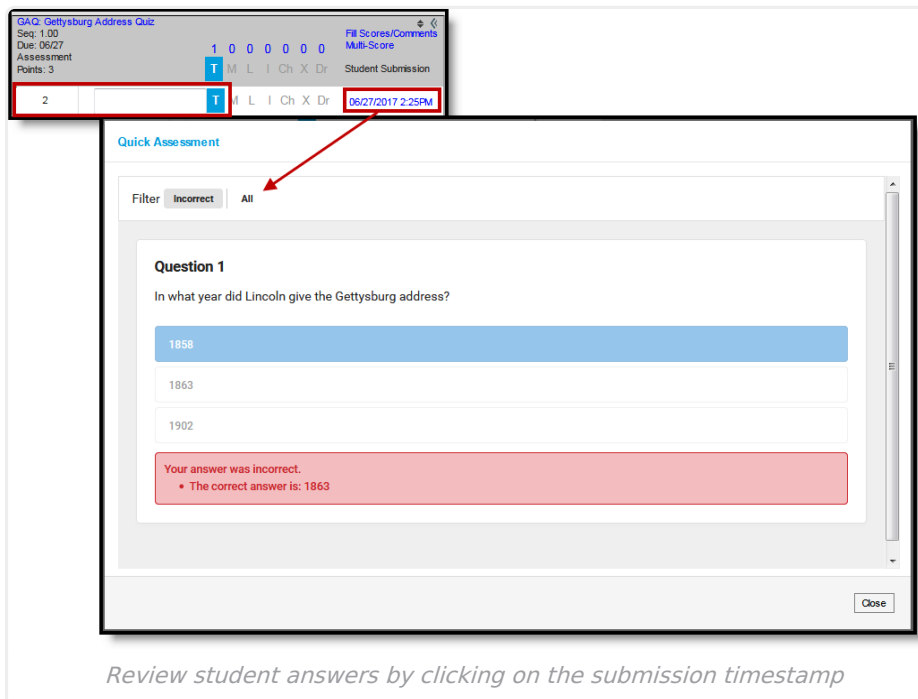 GAQ: Gettysburg Address Quiz
Seq: 1.00
Fill Scores/Comments
Due: 06/27
1 0 0 0 0 0 0
Multi-Score
Assessment
Points: 3
T M L I Ch X Dr
Student Submission
2
T M L I Ch X Dr
06/27/2017 2:25PM
Quick Assessment
Filter Incorrect All
Question 1
In what year did Lincoln give the Gettysburg address?
1858
1863
1902
Your answer was incorrect.
• The correct answer is: 1863
Close
Review student answers by clicking on the submission timestamp